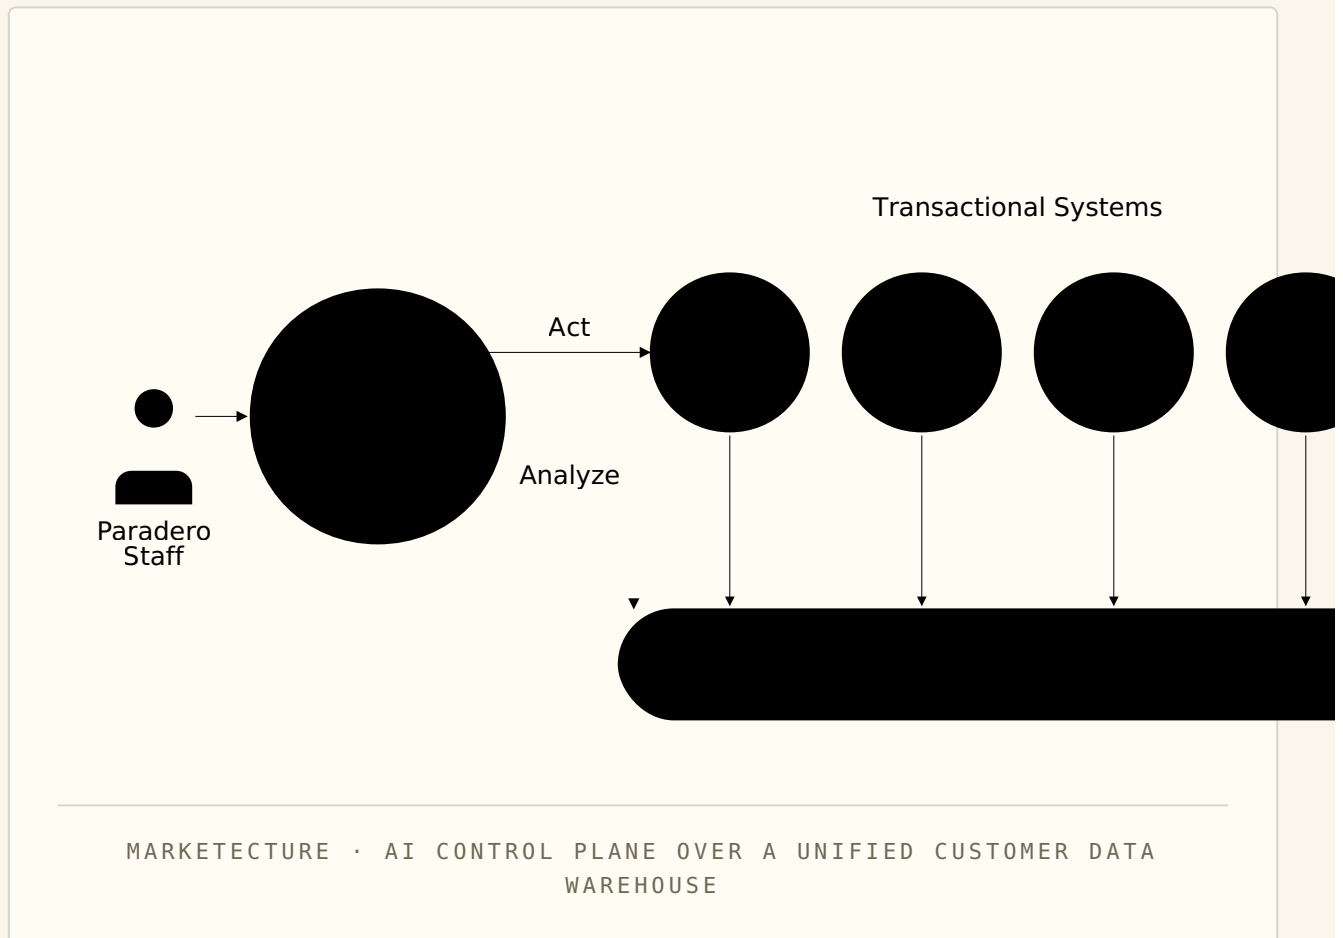 Transactional Systems
Act
Analyze
Paradero
Staff
MARKETECTURE · AI CONTROL PLANE OVER A UNIFIED CUSTOMER DATA
WAREHOUSE